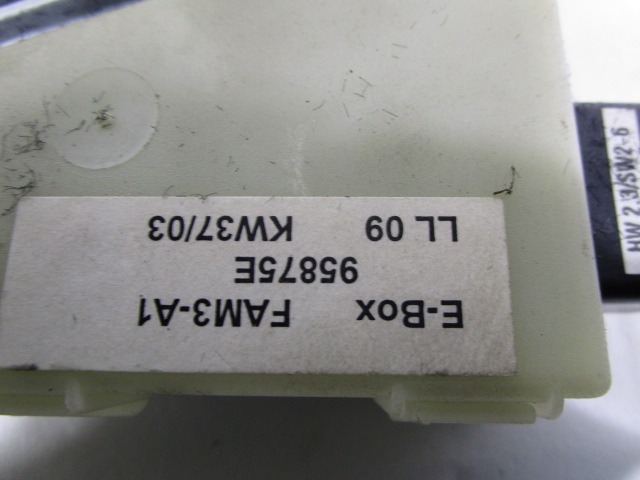 E-Box FAM3-A1
95875E
LL 09 KW37/03
HW 2.3/SW2-6